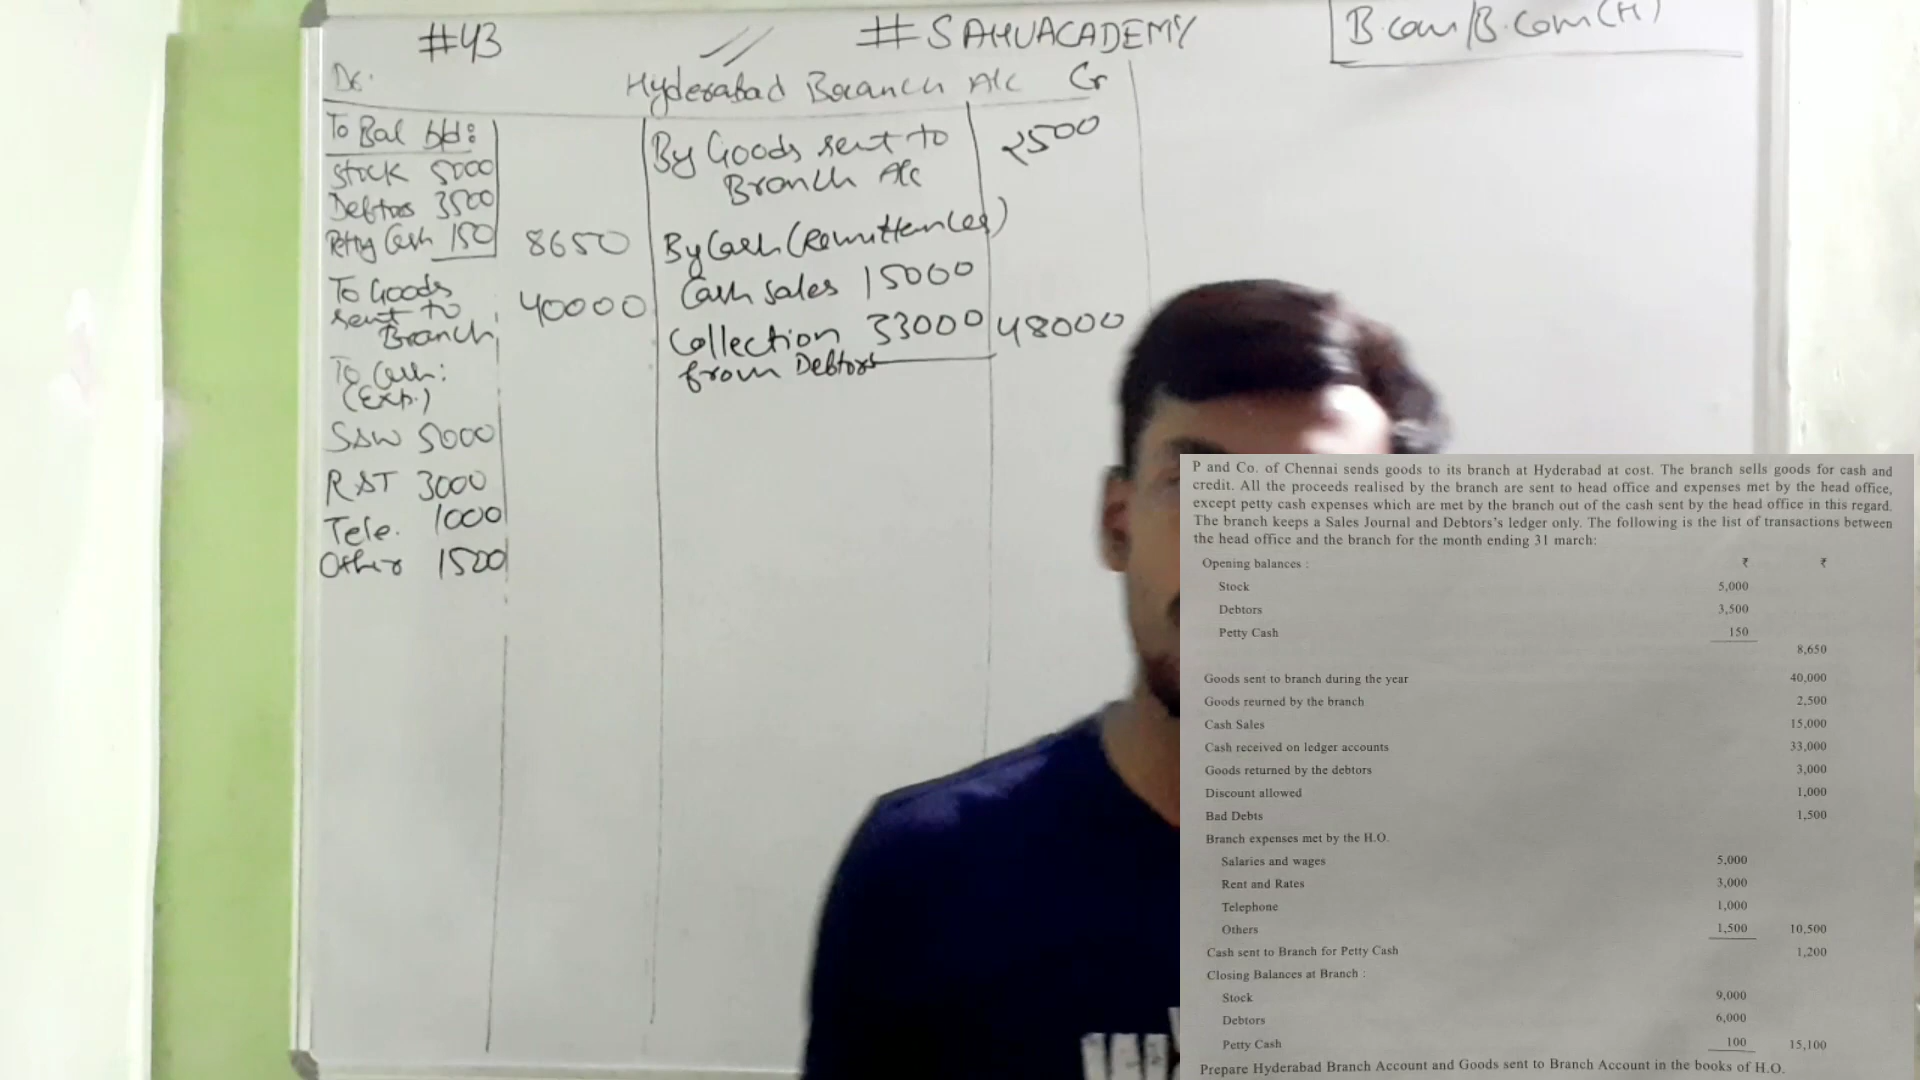 #43
#SAHUACADEMY
B.com/B.Com(H)
Dr.
Hyderabad Branch A/c
Cr
To Bal b/d:
Stock 5000
Debtors 3500
Petty Cash 150 8650
To Goods
sent to
Branch 40000
To Cash:
(Exp.)
S&W 5000
R&T 3000
Tele. 1000
Other 1500
By Goods sent to 2500
Branch A/c
By Cash (Remittances)
Cash Sales 15000
Collection 33000 48000
from Debtors
P and Co. of Chennai sends goods to its branch at Hyderabad at cost. The branch sells goods for cash and
credit. All the proceeds realised by the branch are sent to head office and expenses met by the head office,
except petty cash expenses which are met by the branch out of the cash sent by the head office in this regard.
The branch keeps a Sales Journal and Debtors's ledger only. The following is the list of transactions between
the head office and the branch for the month ending 31 march:
Opening balances : ₹ ₹
Stock 5,000
Debtors 3,500
Petty Cash 150
8,650
Goods sent to branch during the year 40,000
Goods reurned by the branch 2,500
Cash Sales 15,000
Cash received on ledger accounts 33,000
Goods returned by the debtors 3,000
Discount allowed 1,000
Bad Debts 1,500
Branch expenses met by the H.O.
Salaries and wages 5,000
Rent and Rates 3,000
Telephone 1,000
Others 1,500 10,500
Cash sent to Branch for Petty Cash 1,200
Closing Balances at Branch :
Stock 9,000
Debtors 6,000
Petty Cash 100 15,100
Prepare Hyderabad Branch Account and Goods sent to Branch Account in the books of H.O.